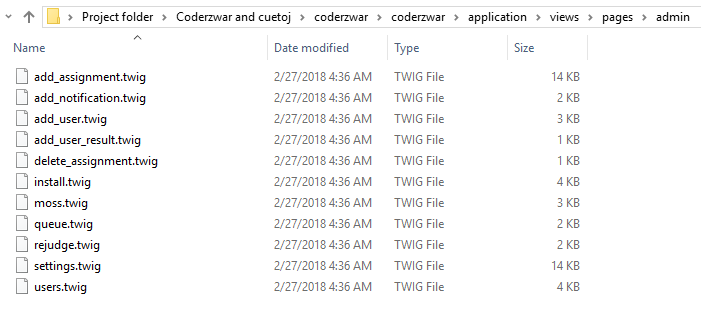 Project folder > Coderzwar and cuetoj > coderzwar > coderzwar > application > views > pages > admin
Name Date modified Type Size
add_assignment.twig 2/27/2018 4:36 AM TWIG File 14 KB
add_notification.twig 2/27/2018 4:36 AM TWIG File 2 KB
add_user.twig 2/27/2018 4:36 AM TWIG File 3 KB
add_user_result.twig 2/27/2018 4:36 AM TWIG File 1 KB
delete_assignment.twig 2/27/2018 4:36 AM TWIG File 1 KB
install.twig 2/27/2018 4:36 AM TWIG File 4 KB
moss.twig 2/27/2018 4:36 AM TWIG File 3 KB
queue.twig 2/27/2018 4:36 AM TWIG File 2 KB
rejudge.twig 2/27/2018 4:36 AM TWIG File 2 KB
settings.twig 2/27/2018 4:36 AM TWIG File 14 KB
users.twig 2/27/2018 4:36 AM TWIG File 4 KB